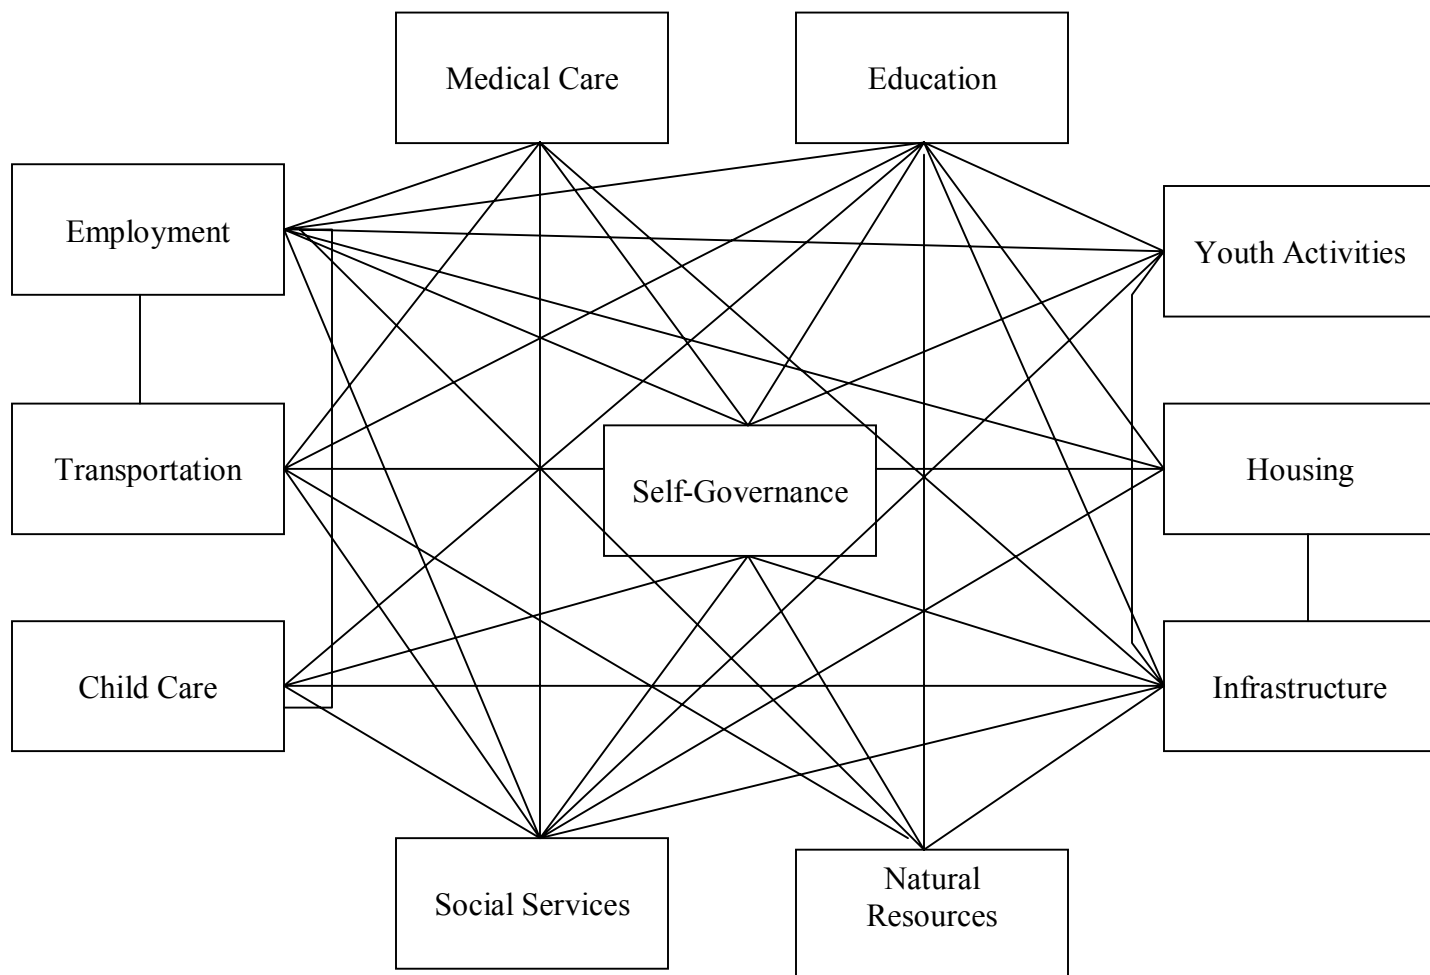 Medical Care
Education
Employment
Youth Activities
Transportation
Self-Governance
Housing
Child Care
Infrastructure
Social Services
Natural
Resources